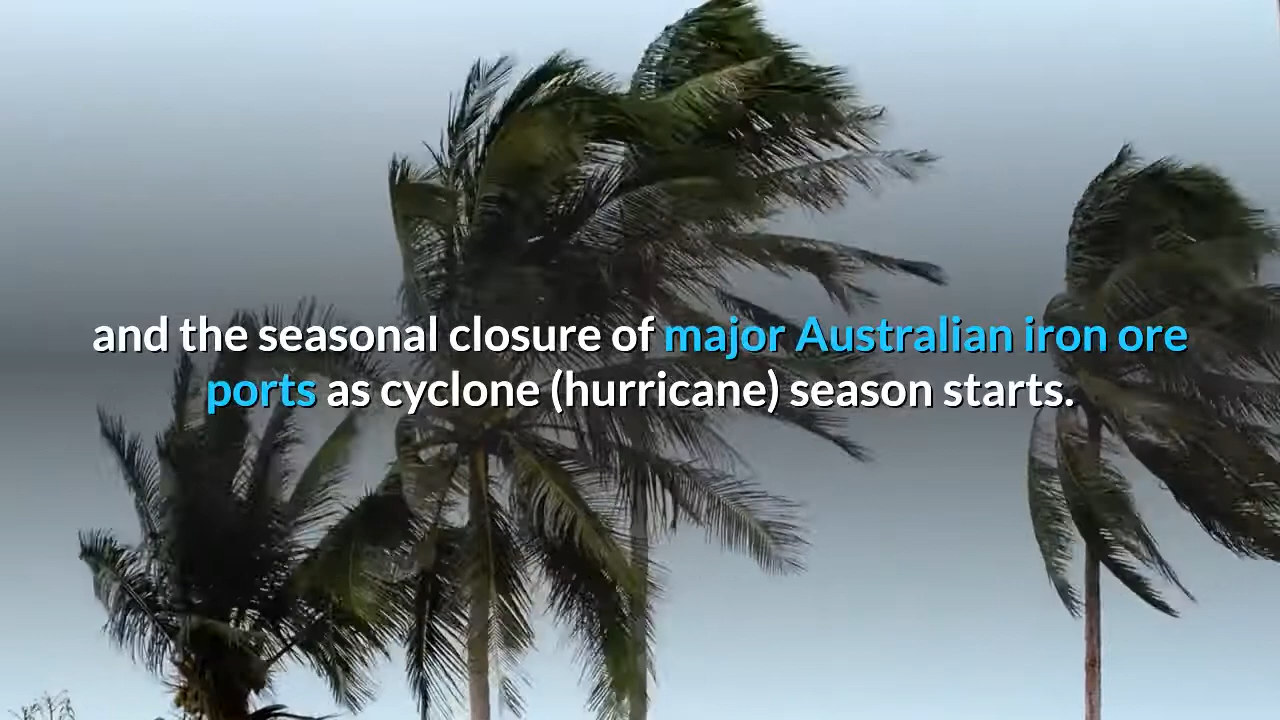 and the seasonal closure of major Australian iron ore
ports as cyclone (hurricane) season starts.